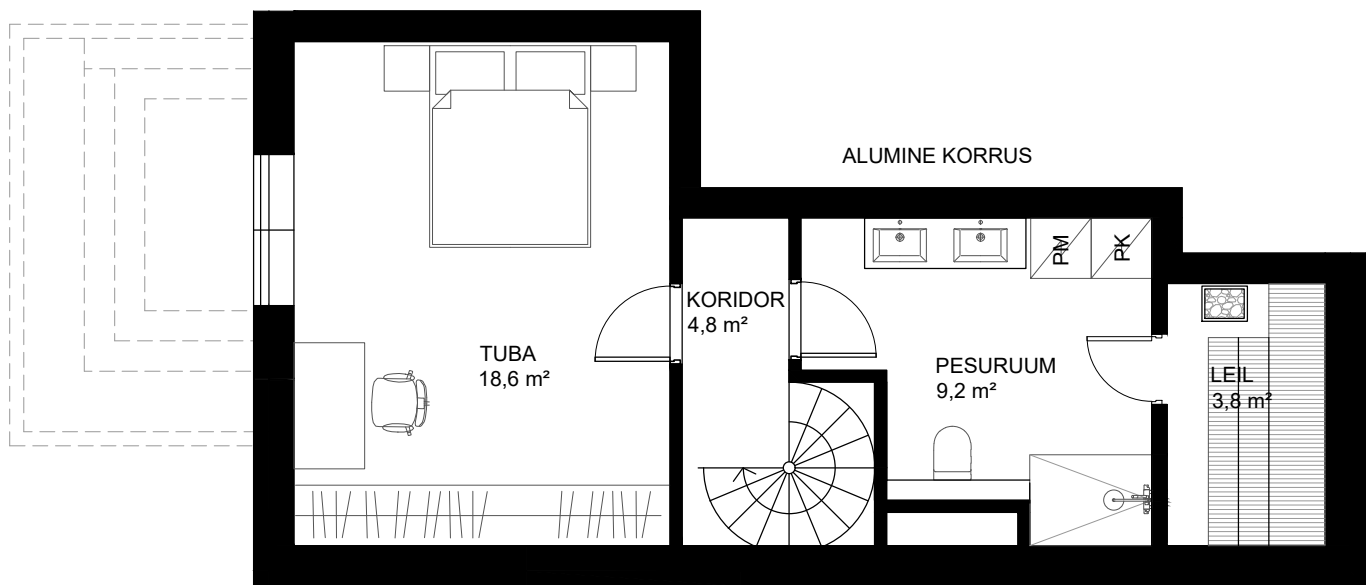 ALUMINE KORRUS
PM
PK
KORIDOR
4,8 m²
TUBA
18,6 m²
PESURUUM
9,2 m²
LEIL
3,8 m²